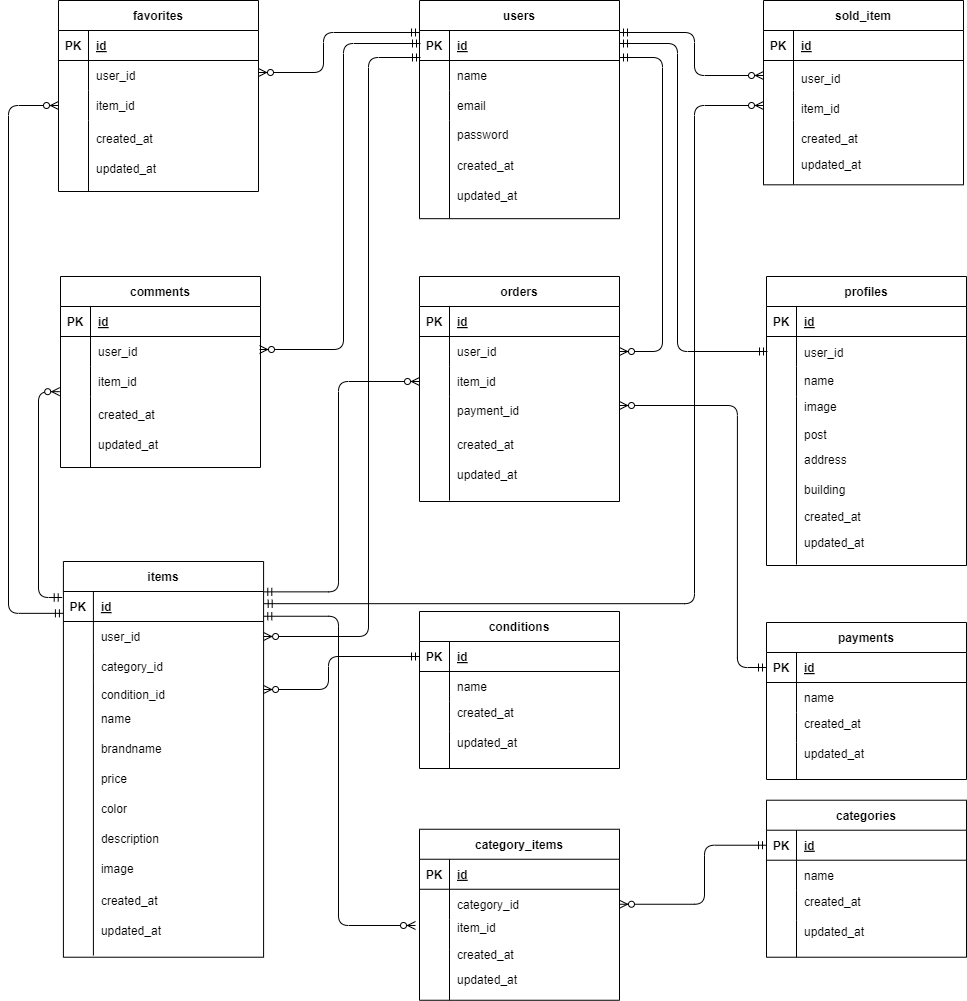 favorites
PK id
user_id
item_id
created_at
updated_at
users
PK id
name
email
password
created_at
updated_at
sold_item
PK id
user_id
item_id
created_at
updated_at
comments
PK id
user_id
item_id
created_at
updated_at
orders
PK id
user_id
item_id
payment_id
created_at
updated_at
profiles
PK id
user_id
name
image
post
address
building
created_at
updated_at
items
PK id
user_id
category_id
condition_id
name
brandname
price
color
description
image
created_at
updated_at
conditions
PK id
name
created_at
updated_at
payments
PK id
name
created_at
updated_at
category_items
PK id
category_id
item_id
created_at
updated_at
categories
PK id
name
created_at
updated_at